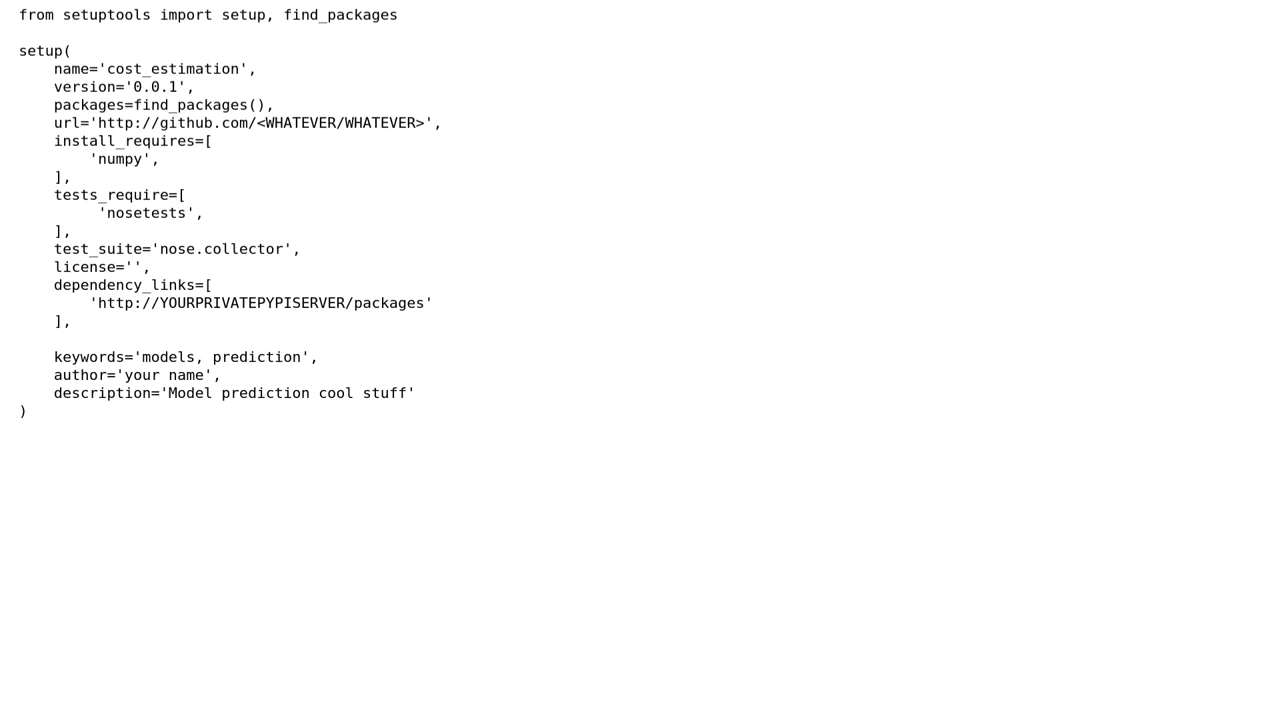 from setuptools import setup, find_packages

setup(
    name='cost_estimation',
    version='0.0.1',
    packages=find_packages(),
    url='http://github.com/<WHATEVER/WHATEVER>',
    install_requires=[
        'numpy',
    ],
    tests_require=[
         'nosetests',
    ],
    test_suite='nose.collector',
    license='',
    dependency_links=[
        'http://YOURPRIVATEPYPISERVER/packages'
    ],

    keywords='models, prediction',
    author='your name',
    description='Model prediction cool stuff'
)